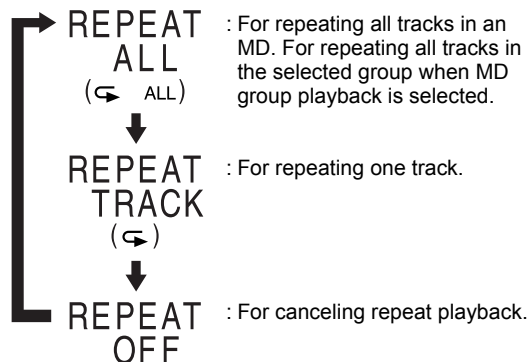 REPEAT
ALL
( ALL)
: For repeating all tracks in an
MD. For repeating all tracks in
the selected group when MD
group playback is selected.
REPEAT
TRACK
: For repeating one track.
REPEAT
OFF
: For canceling repeat playback.